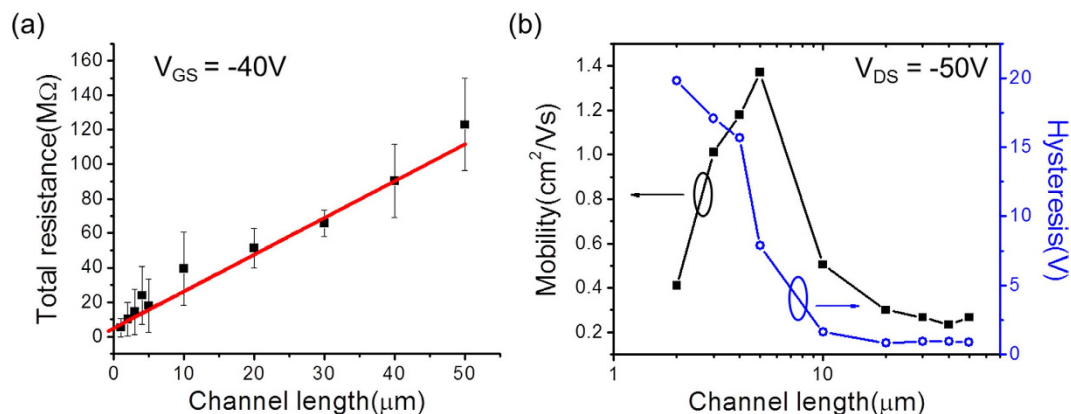 (a)
V_GS = -40V
Total resistance(MΩ)
160
140
120
100
80
60
40
20
0
0 10 20 30 40 50
Channel length(μm)
(b)
V_DS = -50V
Mobility(cm²/Vs)
1.4
1.2
1.0
0.8
0.6
0.4
0.2
1 10
Channel length(μm)
20
15
10
5
0
Hysteresis(V)